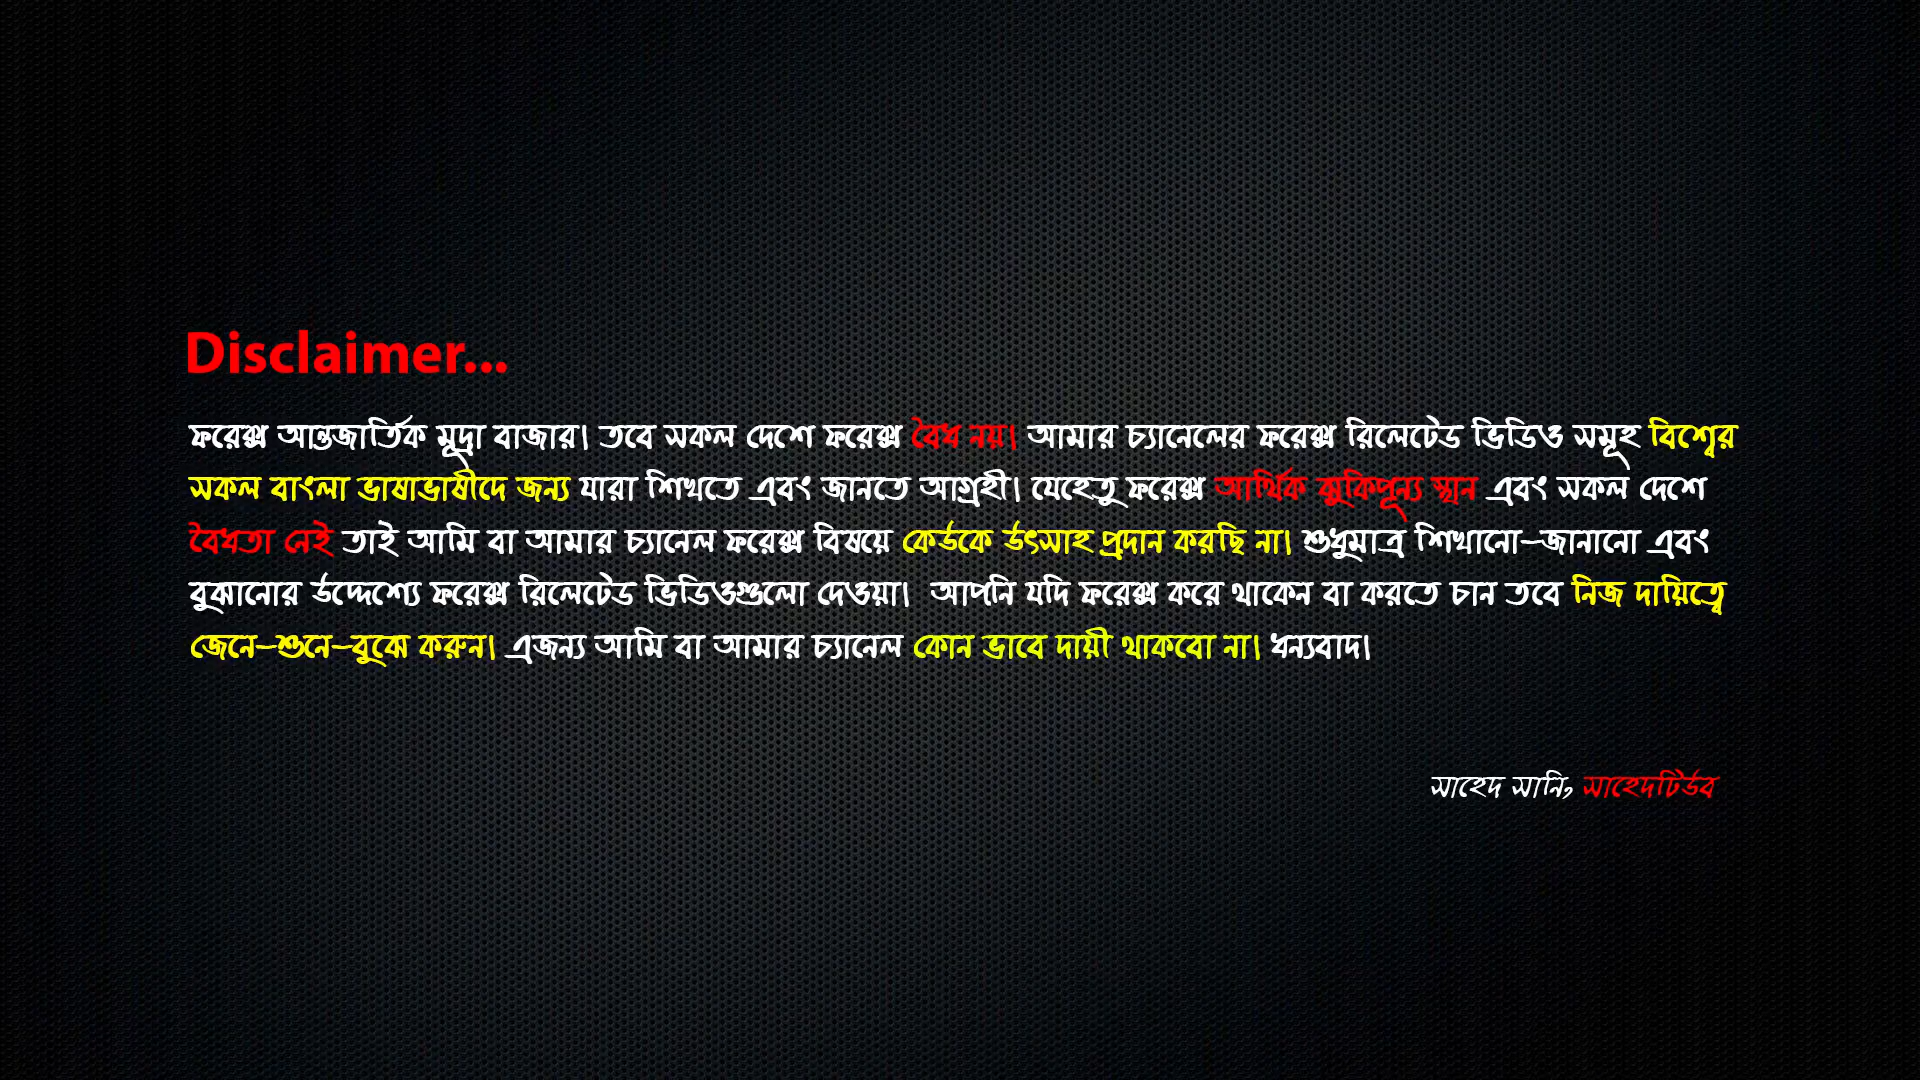 Disclaimer...
ফরেক্স আন্তজার্তিক মূদ্রা বাজার। তবে সকল দেশে ফরেক্স বৈধ নয়। আমার চ্যানেলের ফরেক্স রিলেটেড ভিডিও সমূহ বিশ্বের
সকল বাংলা ভাষাভাষীদে জন্য যারা শিখতে এবং জানতে আগ্রহী। যেহেতু ফরেক্স আর্থিক ঝুকিপূন্য স্থান এবং সকল দেশে
বৈধতা নেই তাই আমি বা আমার চ্যানেল ফরেক্স বিষয়ে কেউকে উৎসাহ প্রদান করছি না। শুধুমাত্র শিখানো-জানানো এবং
বুঝানোর উদ্দেশ্যে ফরেক্স রিলেটেড ভিডিওগুলো দেওয়া। আপনি যদি ফরেক্স করে থাকেন বা করতে চান তবে নিজ দায়িত্বে
জেনে-শুনে-বুঝে করুন। এজন্য আমি বা আমার চ্যানেল কোন ভাবে দায়ী থাকবো না। ধন্যবাদ।
সাহেদ সানি, সাহেদটিউব